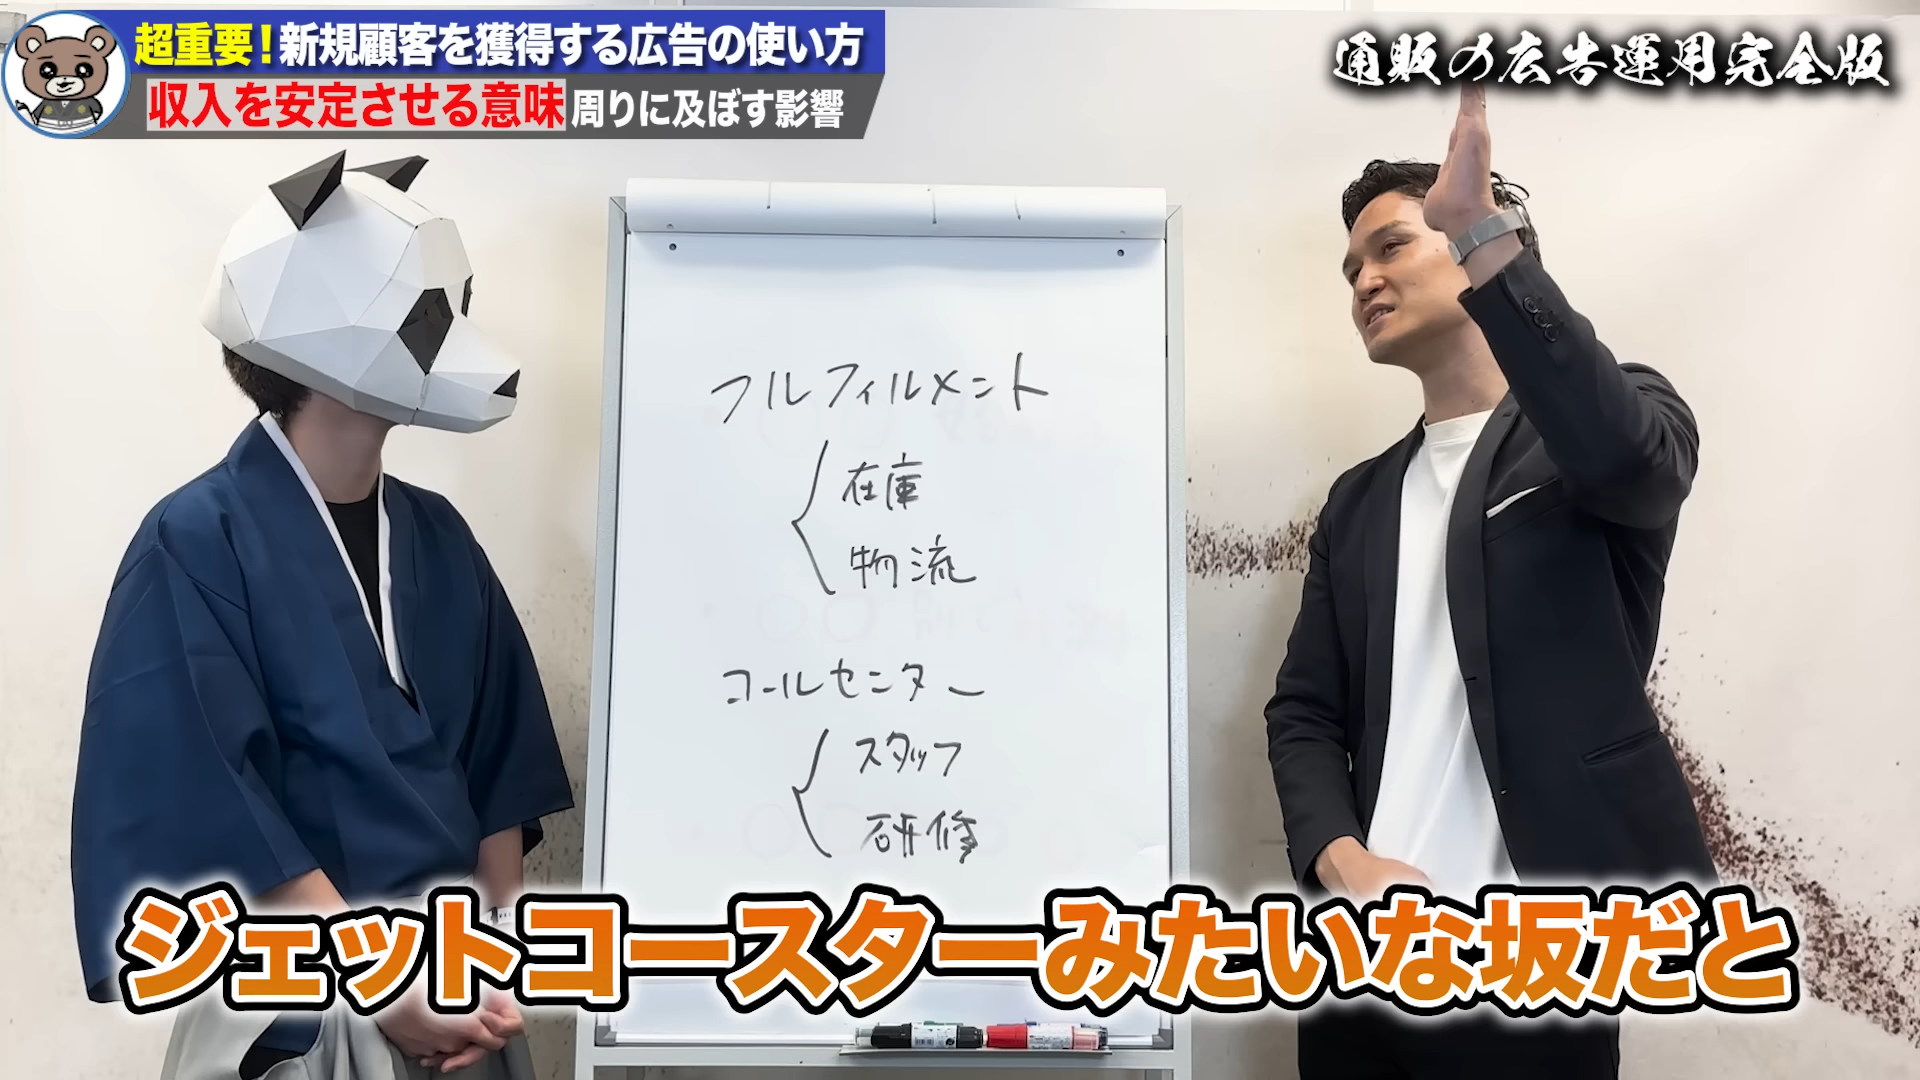 超重要！新規顧客を獲得する広告の使い方
収入を安定させる意味 周りに及ぼす影響
通販の広告運用完全版
フルフィルメント
在庫
物流
コールセンター
スタッフ
研修
ジェットコースターみたいな坂だと